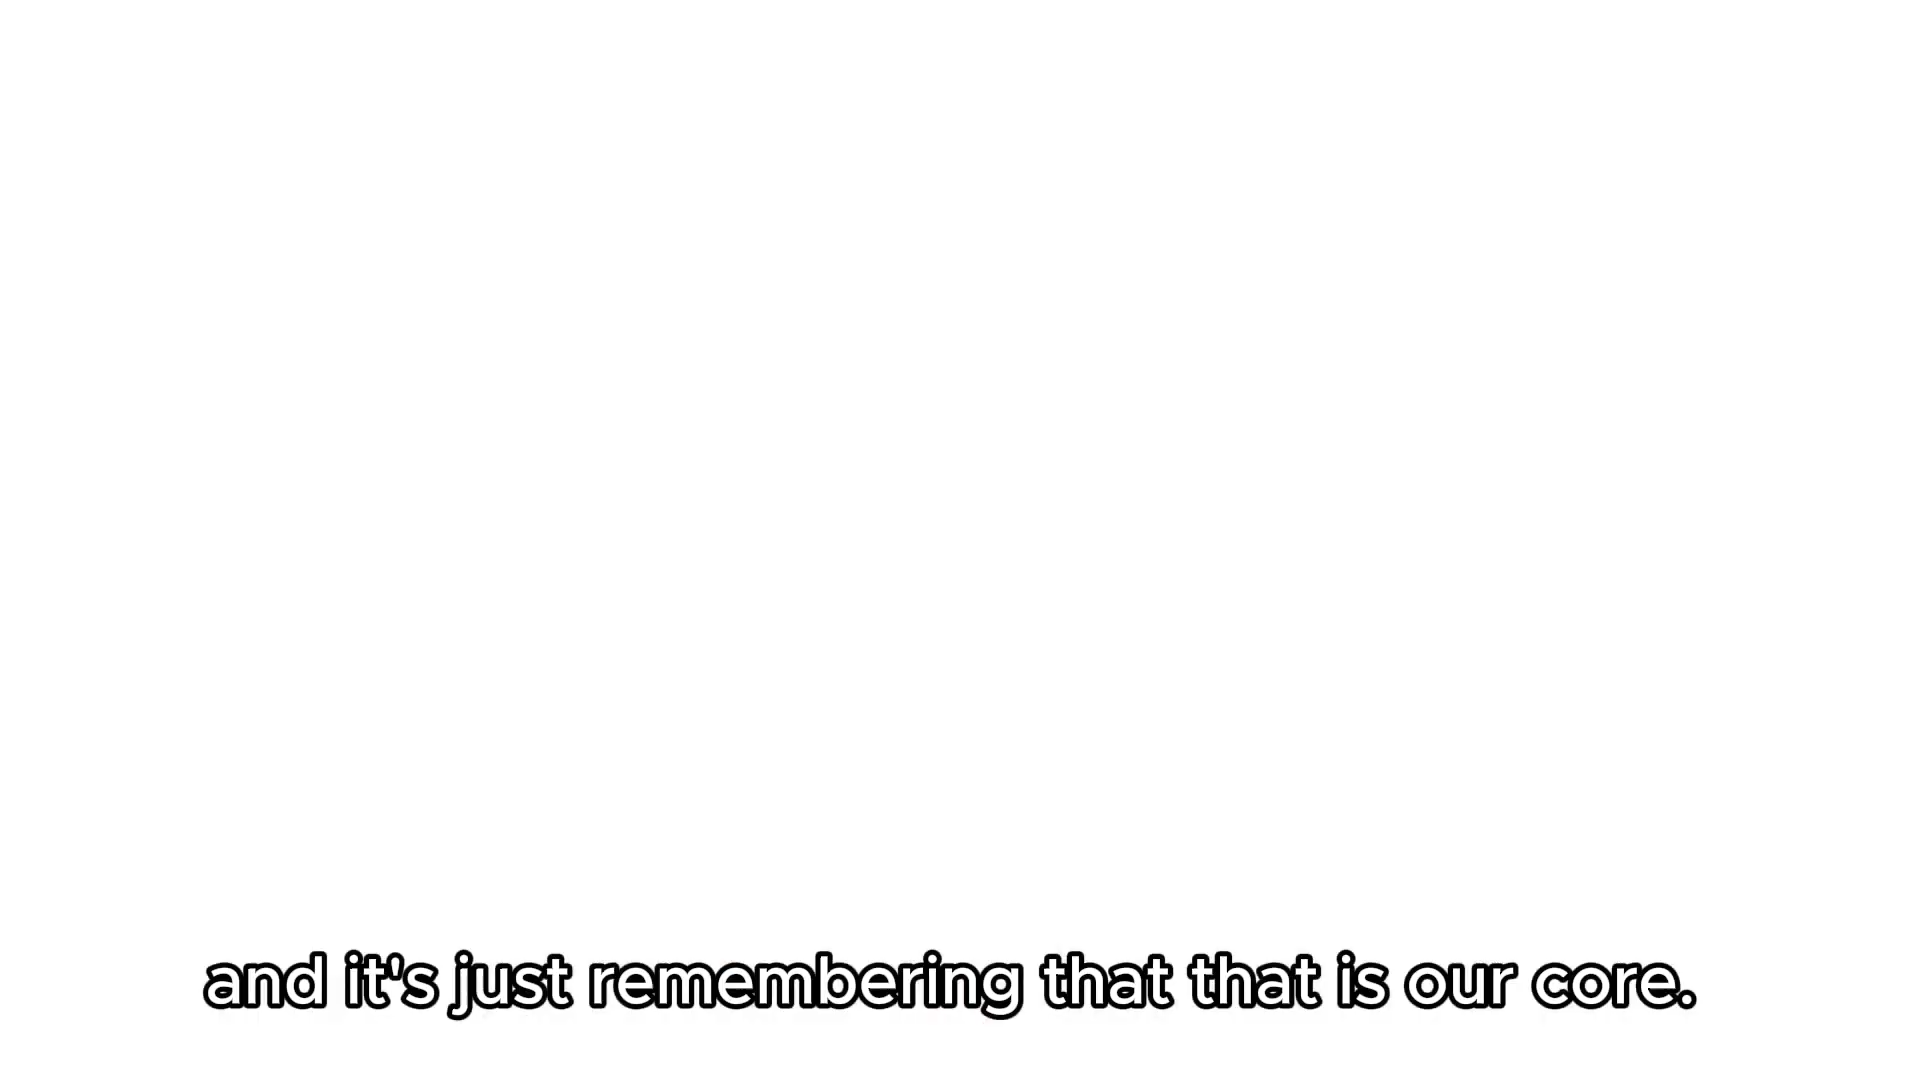 and it's just remembering that that is our core.